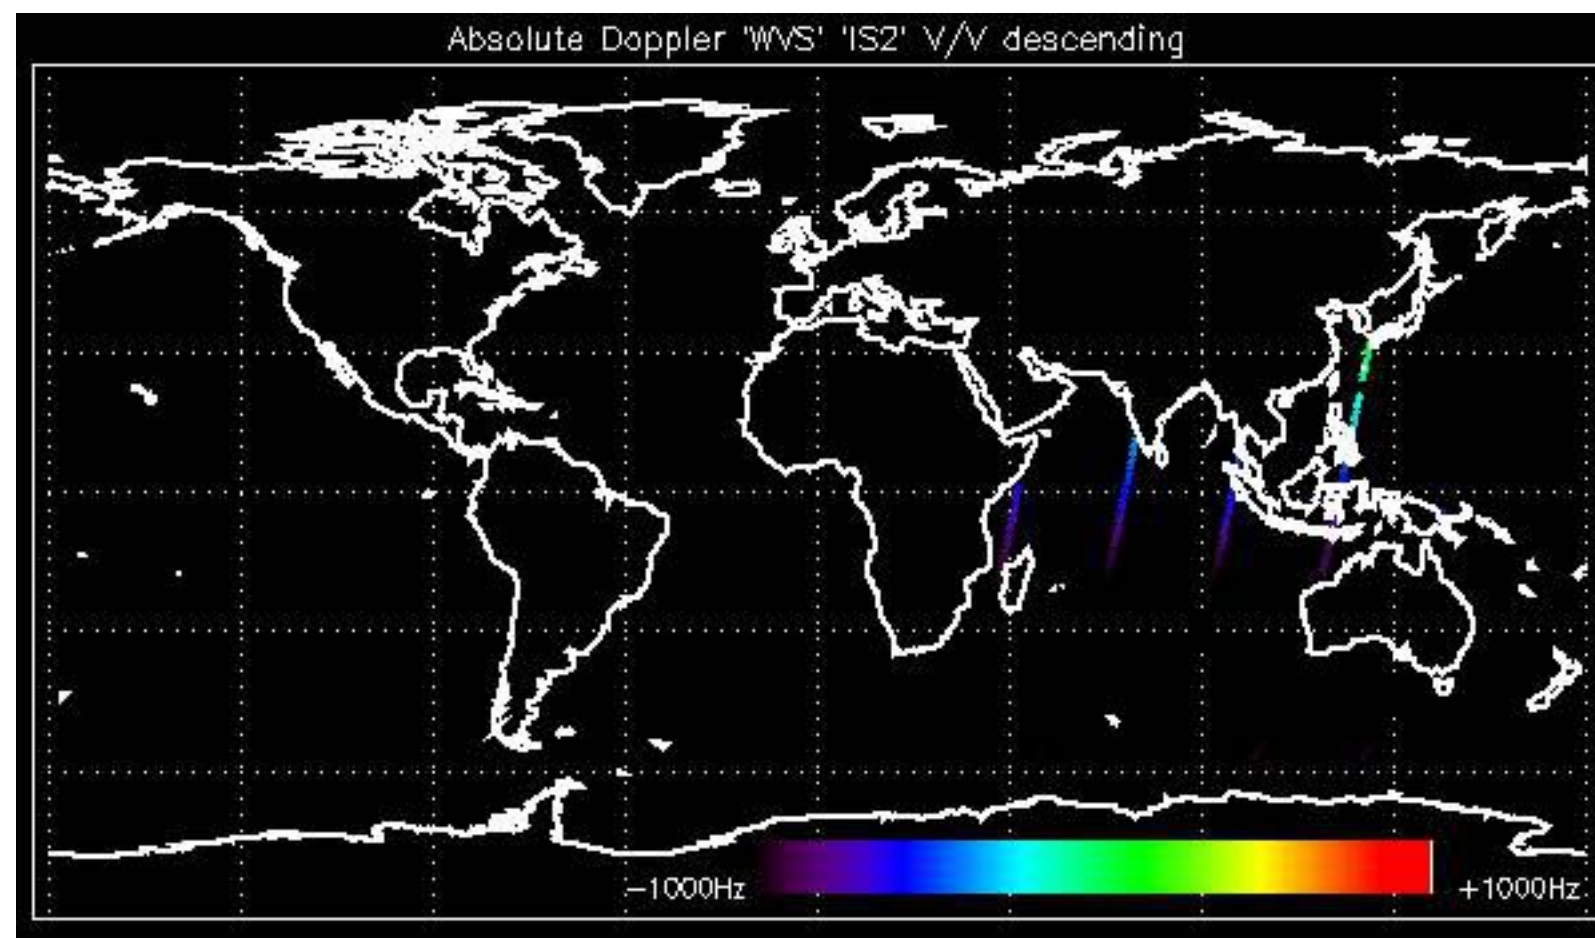 Absolute Doppler 'WVS' 'IS2' V/V descending
−1000Hz
+1000Hz